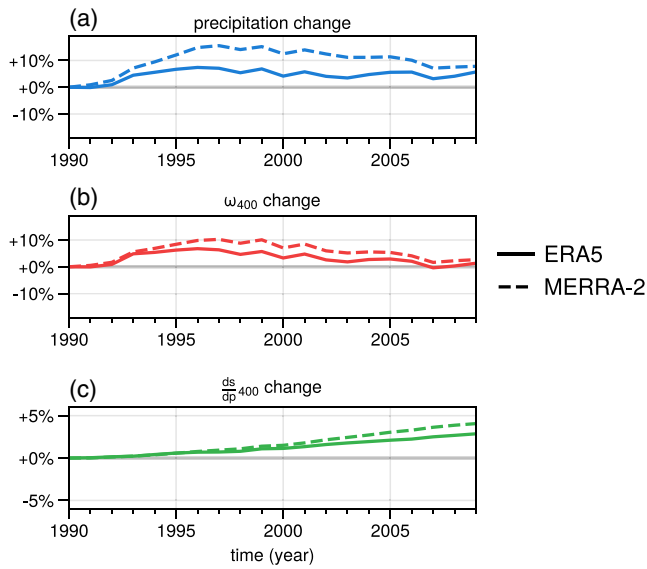 (a)
precipitation change
+10%
+0%
-10%
1990 1995 2000 2005
(b)
ω₄₀₀ change
+10%
+0%
-10%
1990 1995 2000 2005
ERA5
MERRA-2
(c)
ds/dp ₄₀₀ change
+5%
+0%
-5%
1990 1995 2000 2005
time (year)